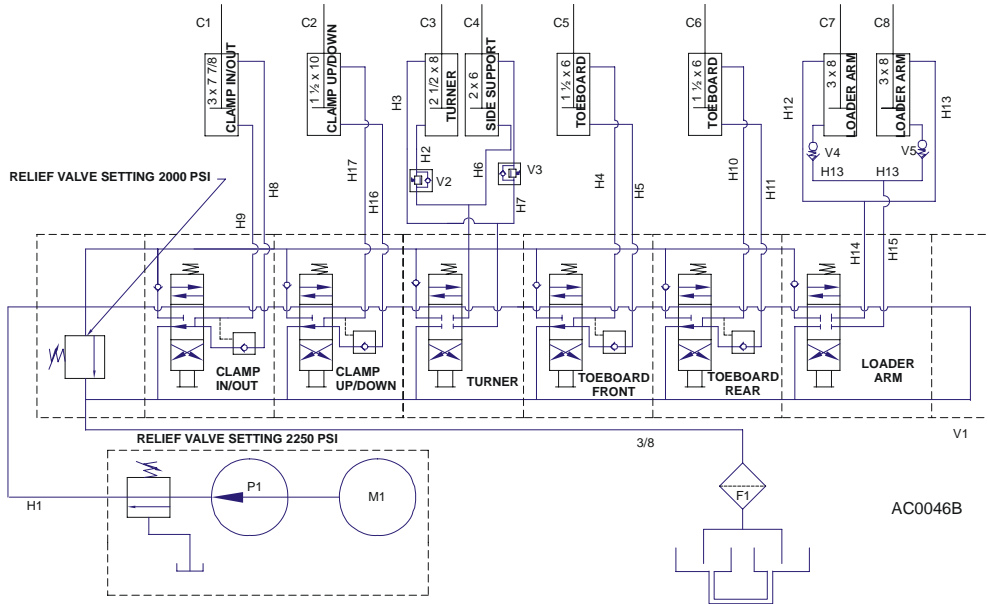 C1
C2
C3
C4
C5
C6
C7
C8
3 x 7 7/8
CLAMP IN/OUT
1 ½ x 10
CLAMP UP/DOWN
2 1/2 x 8
TURNER
2 x 6
SIDE SUPPORT
1 ½ x 6
TOEBOARD
1 ½ x 6
TOEBOARD
3 x 8
LOADER ARM
3 x 8
LOADER ARM
H3
H12
H13
H2
V4
V5
H8
H17
H6
V2
V3
H4
H10
H13
H13
RELIEF VALVE SETTING 2000 PSI
H9
H16
H7
H5
H11
H14
H15
CLAMP
IN/OUT
CLAMP
UP/DOWN
TURNER
TOEBOARD
FRONT
TOEBOARD
REAR
LOADER
ARM
RELIEF VALVE SETTING 2250 PSI
3/8
V1
H1
P1
M1
F1
AC0046B